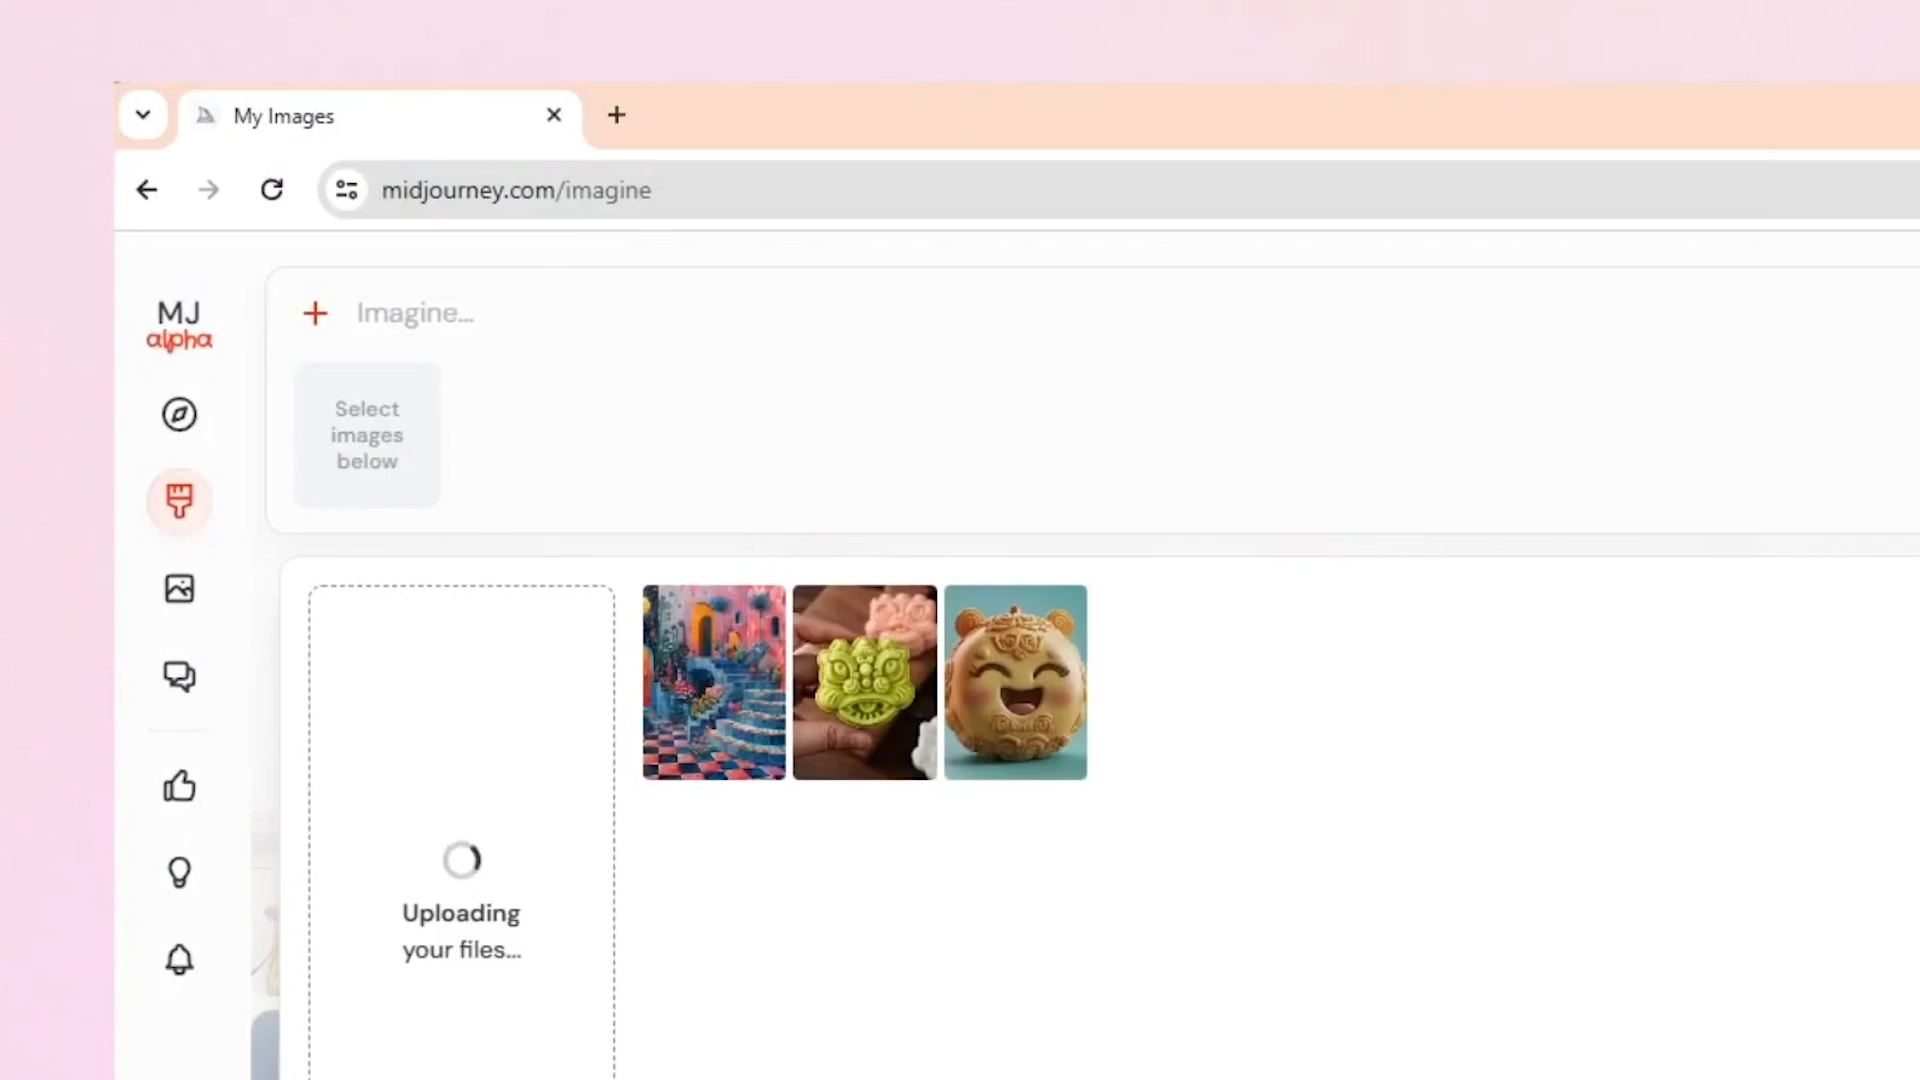 My Images
midjourney.com/imagine
MJ
alpha
Imagine...
Select
images
below
Uploading
your files...